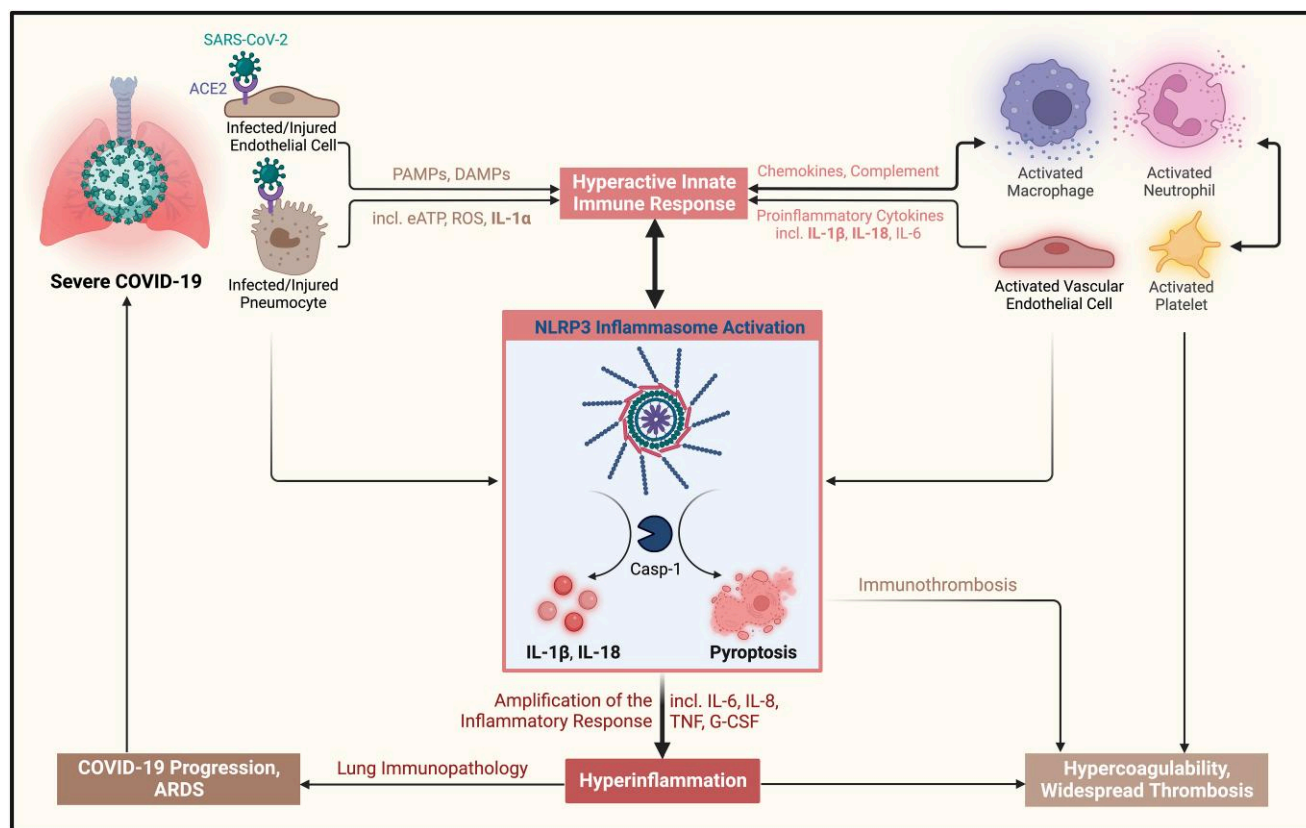 SARS-CoV-2
ACE2
Infected/Injured
Endothelial Cell
Severe COVID-19
Infected/Injured
Pneumocyte
PAMPs, DAMPs
incl. eATP, ROS, IL-1α
Hyperactive Innate
Immune Response
Chemokines, Complement
Proinflammatory Cytokines
incl. IL-1β, IL-18, IL-6
Activated
Macrophage
Activated
Neutrophil
Activated Vascular
Endothelial Cell
Activated
Platelet
NLRP3 Inflammasome Activation
Casp-1
IL-1β, IL-18
Pyroptosis
Immunothrombosis
Amplification of the
Inflammatory Response
incl. IL-6, IL-8,
TNF, G-CSF
COVID-19 Progression,
ARDS
Lung Immunopathology
Hyperinflammation
Hypercoagulability,
Widespread Thrombosis